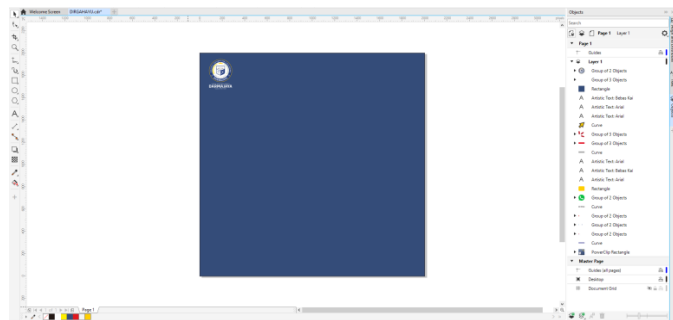 Welcome Screen
DIRGAHAYU.cdr*
Objects
Search
Page 1 Layer 1
Page 1
Guides
Layer 1
Group of 2 Objects
Group of 3 Objects
Rectangle
Artistic Text: Bebas Kai
Artistic Text: Arial
Artistic Text: Arial
Curve
Group of 3 Objects
Group of 3 Objects
Curve
Artistic Text: Arial
Artistic Text: Bebas Kai
Artistic Text: Arial
Rectangle
Group of 2 Objects
Curve
Group of 2 Objects
Group of 2 Objects
Group of 2 Objects
Curve
PowerClip Rectangle
Master Page
Guides (all pages)
Desktop
Document Grid
Page 1